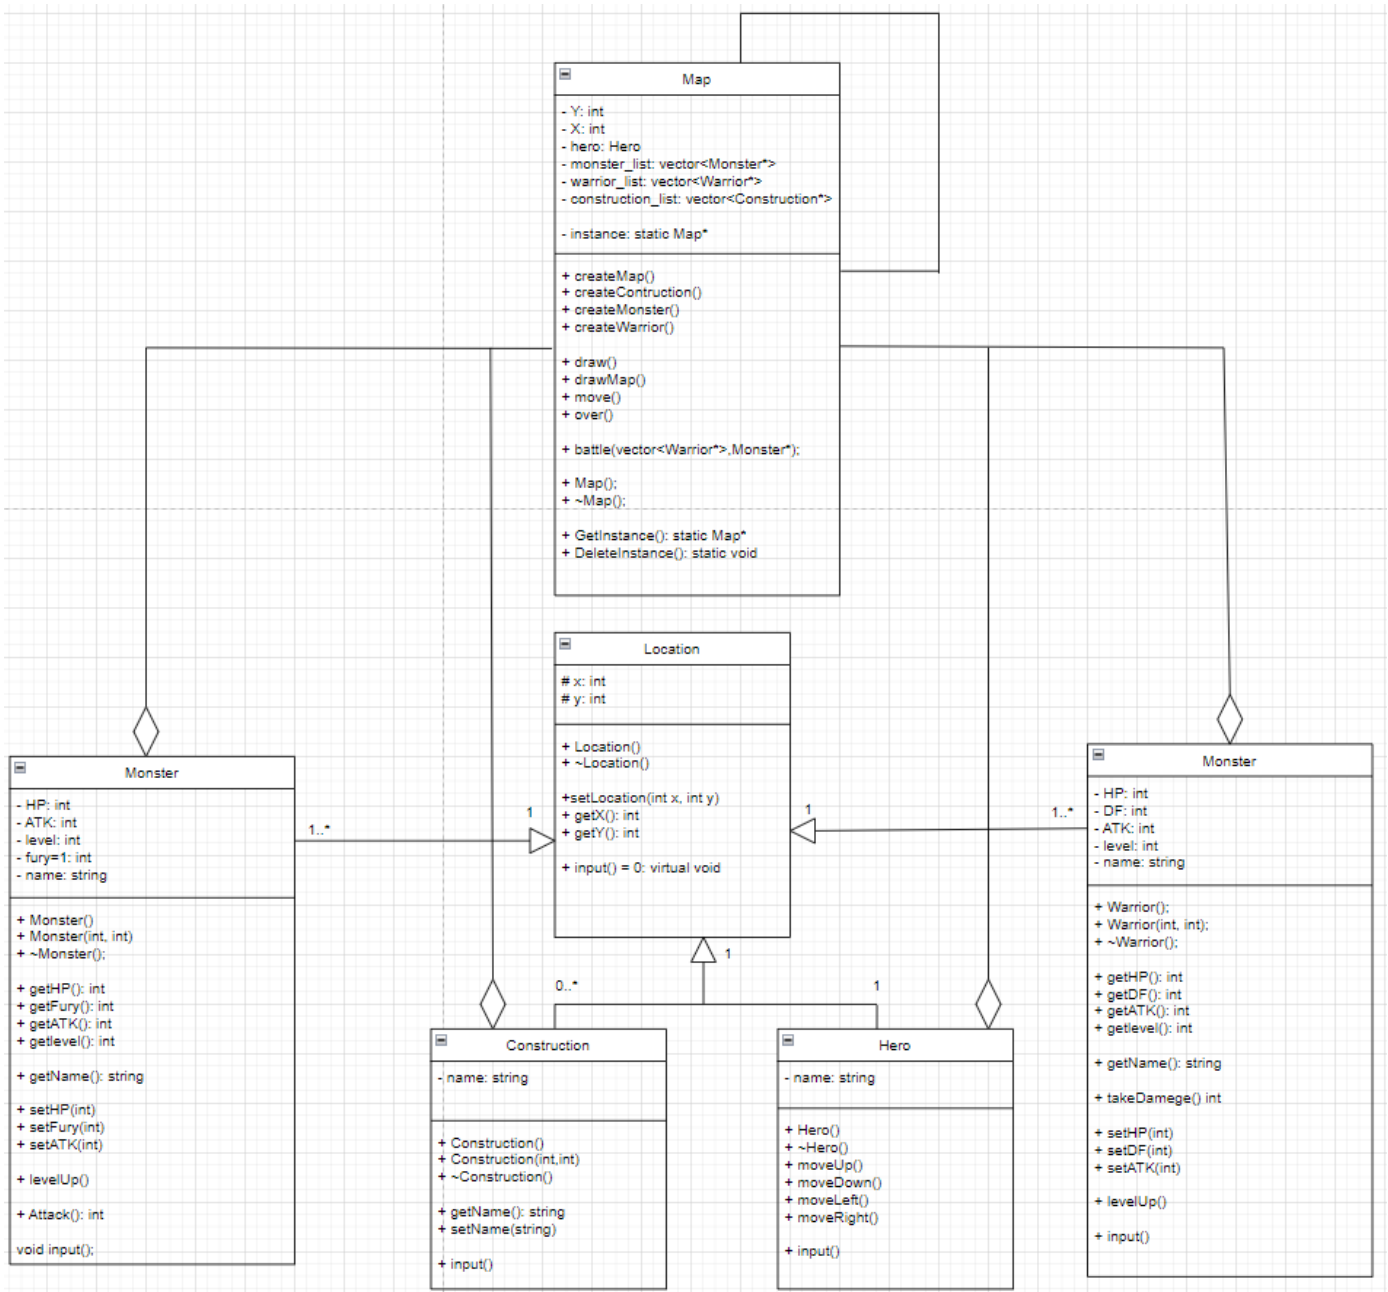 Map
- Y: int
- X: int
- hero: Hero
- monster_list: vector<Monster*>
- warrior_list: vector<Warrior*>
- construction_list: vector<Construction*>
- instance: static Map*
+ createMap()
+ createContruction()
+ createMonster()
+ createWarrior()
+ draw()
+ drawMap()
+ move()
+ over()
+ battle(vector<Warrior*>,Monster*);
+ Map();
+ ~Map();
+ GetInstance(): static Map*
+ DeleteInstance(): static void
Location
# x: int
# y: int
+ Location()
+ ~Location()
+setLocation(int x, int y)
+ getX(): int
+ getY(): int
+ input() = 0: virtual void
Monster
- HP: int
- ATK: int
- level: int
- fury=1: int
- name: string
+ Monster()
+ Monster(int, int)
+ ~Monster();
+ getHP(): int
+ getFury(): int
+ getATK(): int
+ getlevel(): int
+ getName(): string
+ setHP(int)
+ setFury(int)
+ setATK(int)
+ levelUp()
+ Attack(): int
void input();
1..*
1
1
1..*
1
0..*
1
Construction
- name: string
+ Construction()
+ Construction(int,int)
+ ~Construction()
+ getName(): string
+ setName(string)
+ input()
Hero
- name: string
+ Hero()
+ ~Hero()
+ moveUp()
+ moveDown()
+ moveLeft()
+ moveRight()
+ input()
Monster
- HP: int
- DF: int
- ATK: int
- level: int
- name: string
+ Warrior();
+ Warrior(int, int);
+ ~Warrior();
+ getHP(): int
+ getDF(): int
+ getATK(): int
+ getlevel(): int
+ getName(): string
+ takeDamege() int
+ setHP(int)
+ setDF(int)
+ setATK(int)
+ levelUp()
+ input()